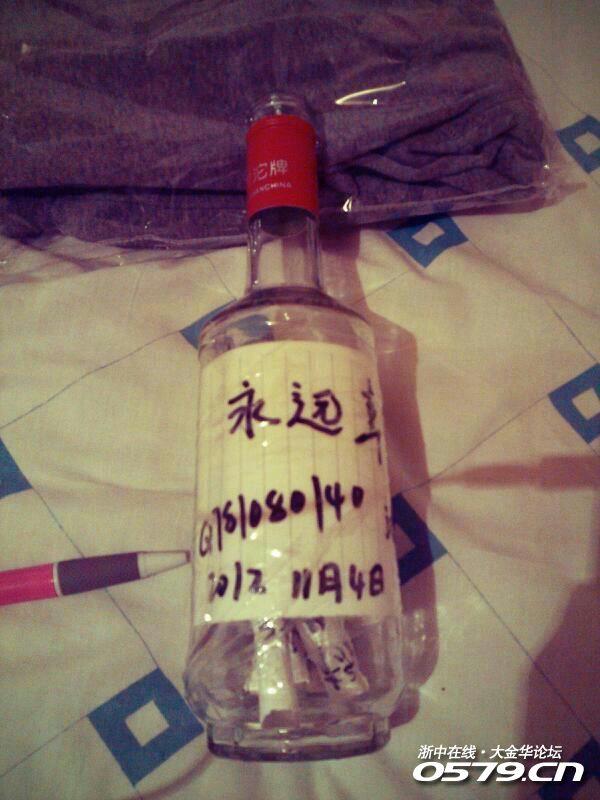 沱牌
永远
Q781080140
2012 11月4日
浙中在线·大金华论坛
0579.cn